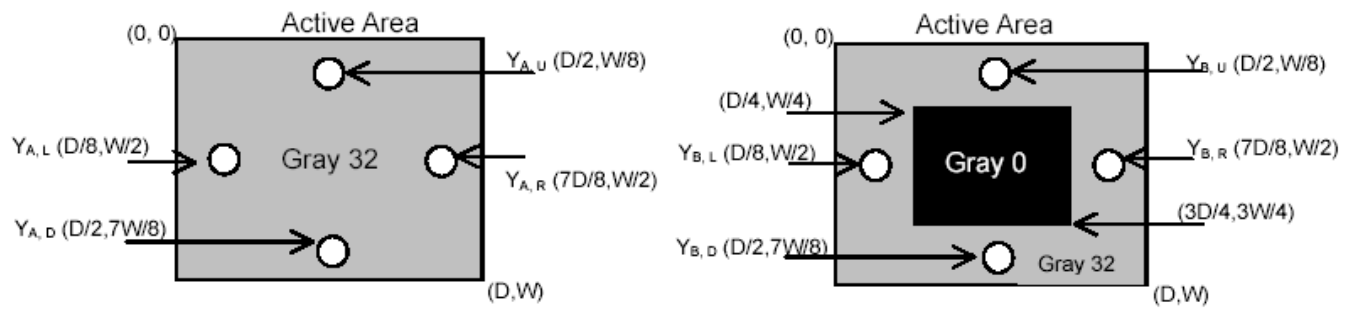 Active Area
(0, 0)
YA, U (D/2,W/8)
YA, L (D/8,W/2)
Gray 32
YA, R (7D/8,W/2)
YA, D (D/2,7W/8)
(D,W)
Active Area
(0, 0)
YB, U (D/2,W/8)
(D/4,W/4)
YB, L (D/8,W/2)
Gray 0
YB, R (7D/8,W/2)
(3D/4,3W/4)
YB, D (D/2,7W/8)
Gray 32
(D,W)